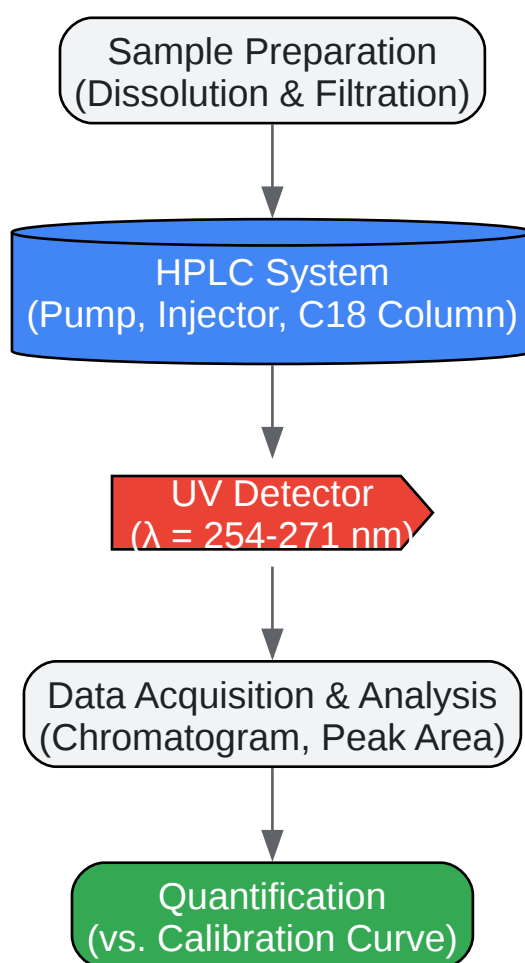 Sample Preparation
(Dissolution & Filtration)
HPLC System
(Pump, Injector, C18 Column)
UV Detector
(λ = 254-271 nm)
Data Acquisition & Analysis
(Chromatogram, Peak Area)
Quantification
(vs. Calibration Curve)